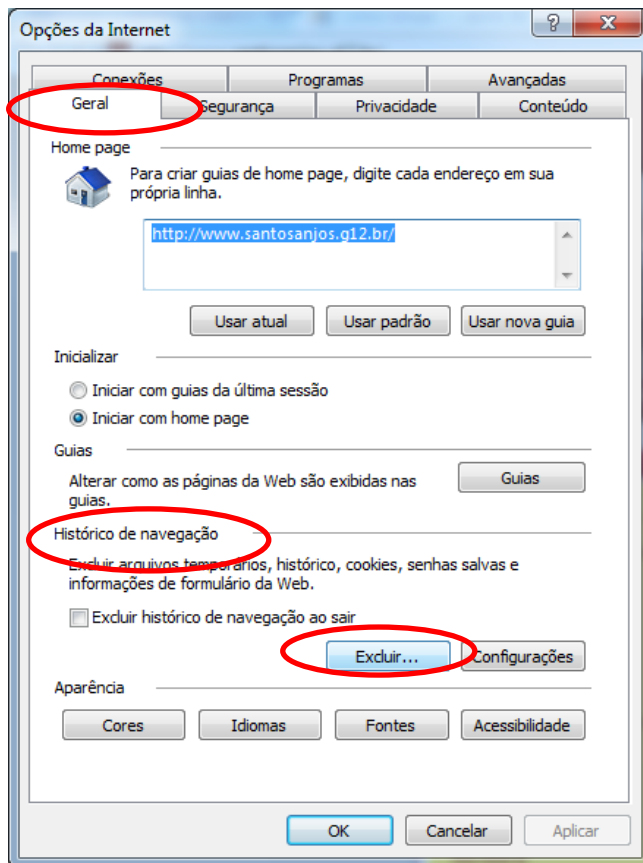 Opções da Internet
Conexões Programas Avançadas
Geral Segurança Privacidade Conteúdo
Home page
Para criar guias de home page, digite cada endereço em sua
própria linha.
http://www.santosanjos.g12.br/
Usar atual Usar padrão Usar nova guia
Inicializar
Iniciar com guias da última sessão
Iniciar com home page
Guias
Alterar como as páginas da Web são exibidas nas
guias.
Guias
Histórico de navegação
Excluir arquivos temporários, histórico, cookies, senhas salvas e
informações de formulário da Web.
Excluir histórico de navegação ao sair
Excluir... Configurações
Aparência
Cores Idiomas Fontes Acessibilidade
OK Cancelar Aplicar